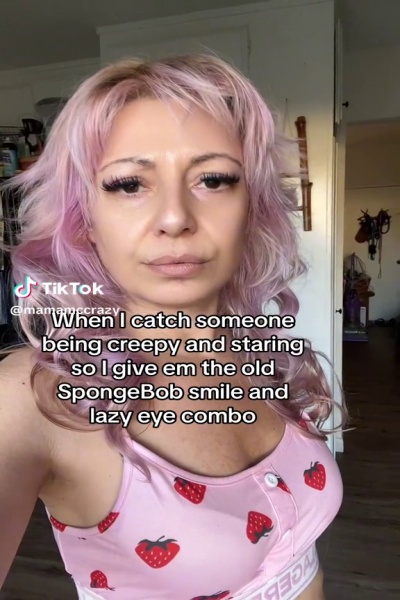 TikTok
@mamamccrazy
When I catch someone
being creepy and staring
so I give em the old
SpongeBob smile and
lazy eye combo